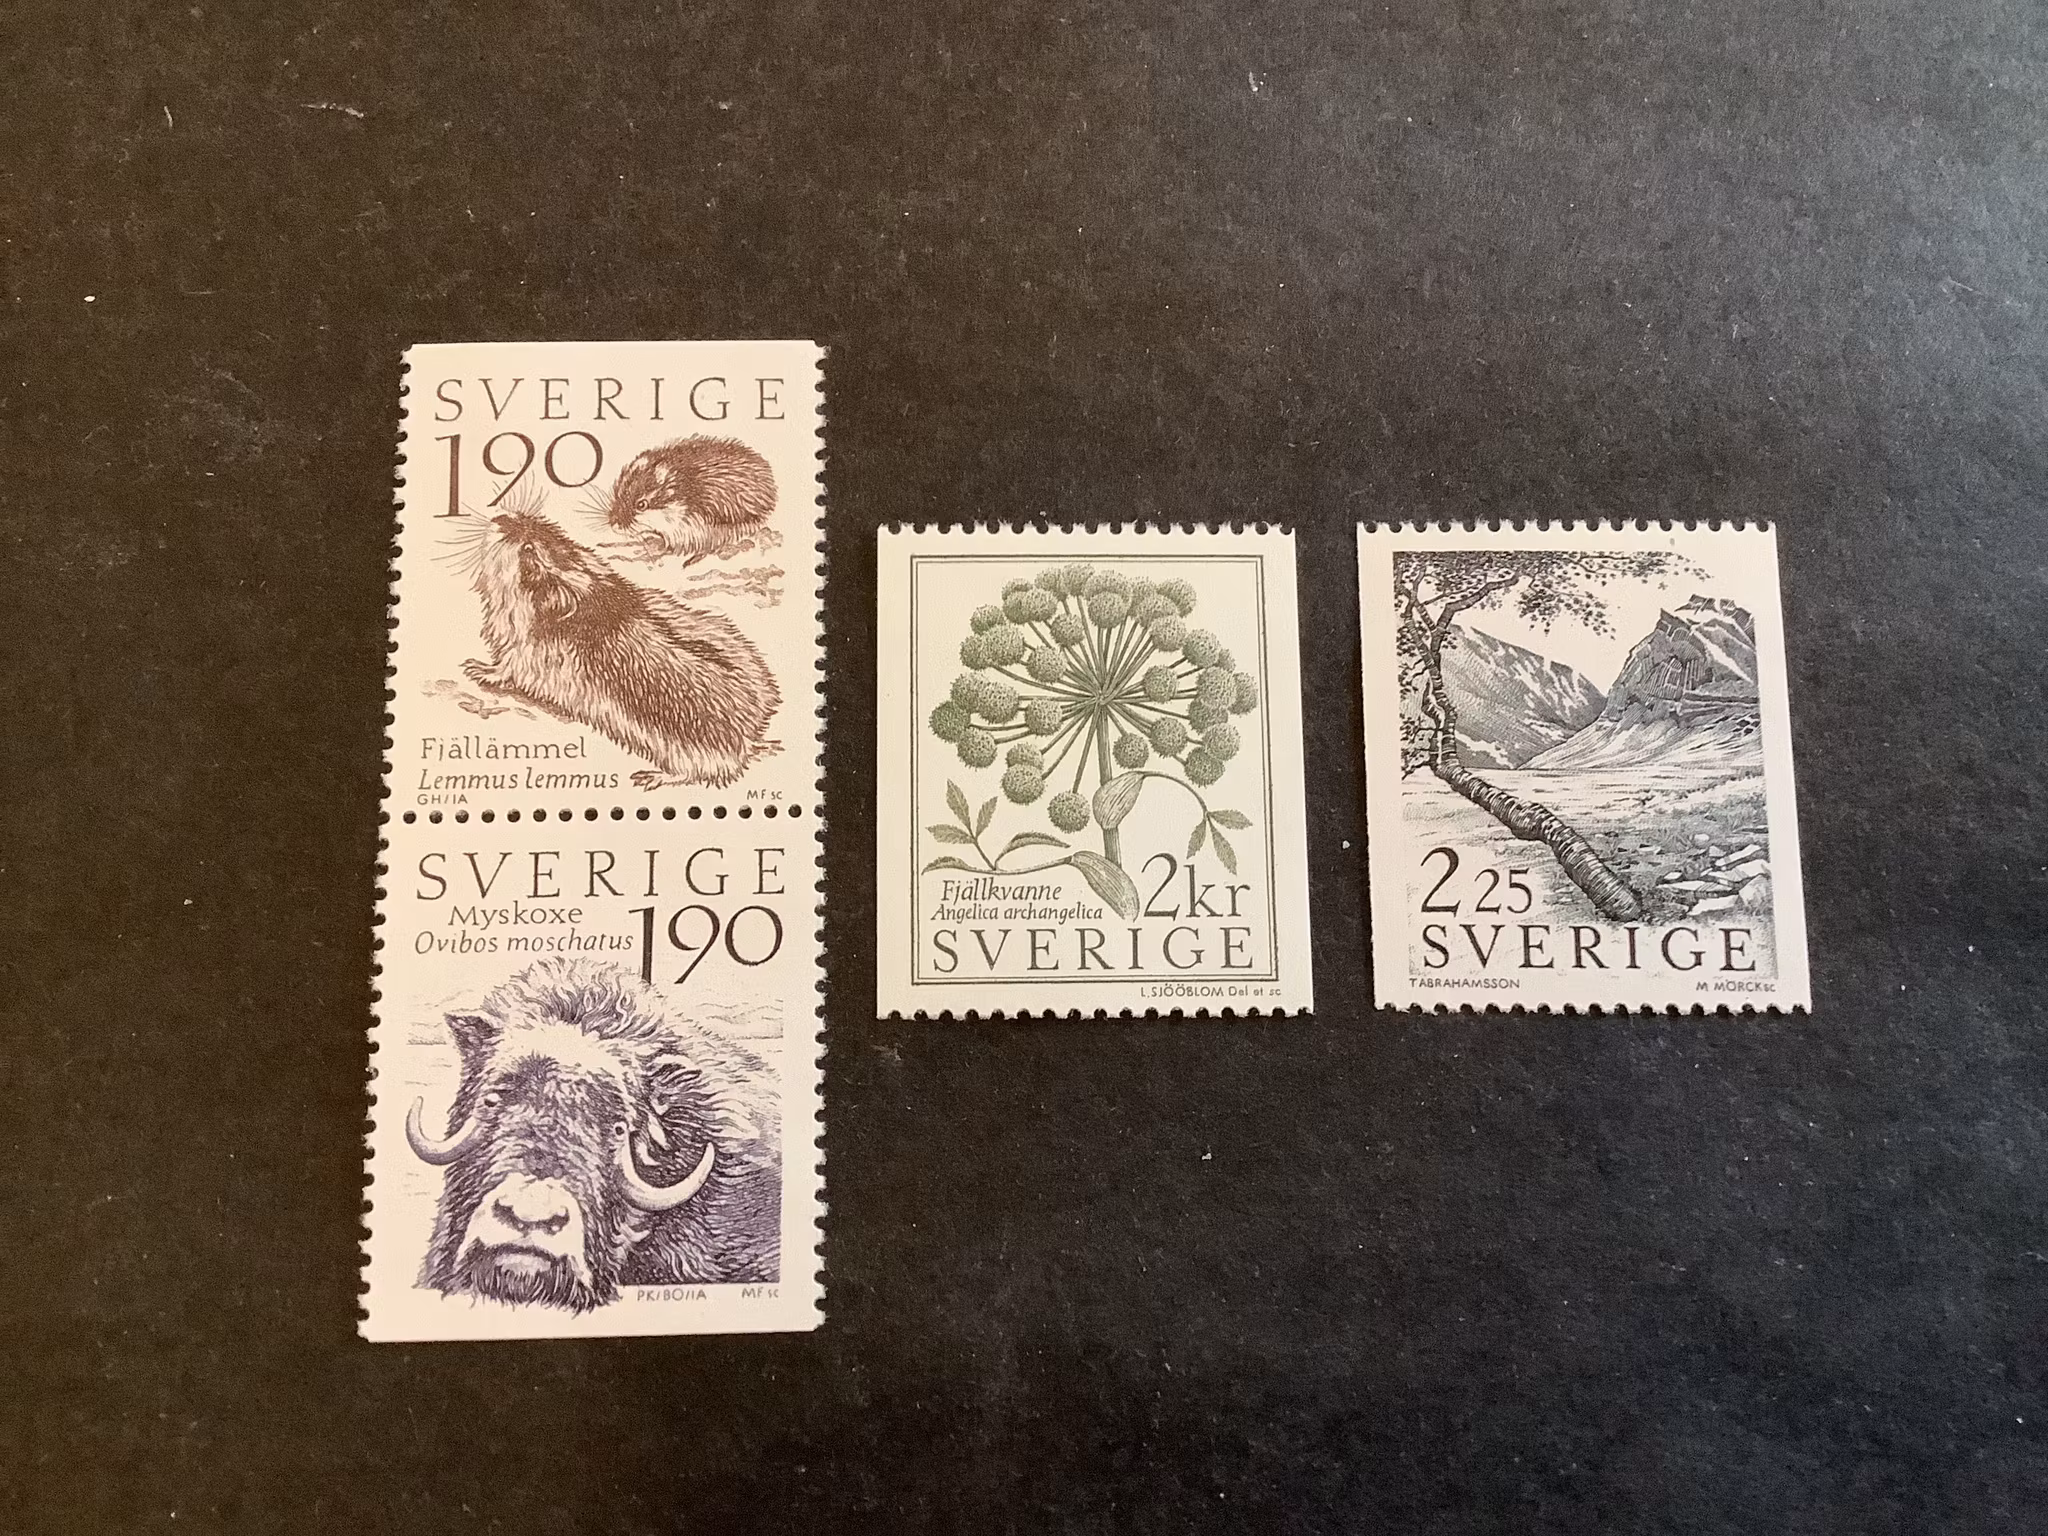 SVERIGE
190
Fjällämmel
Lemmus lemmus
GH/IA MF sc
SVERIGE
Myskoxe
Ovibos moschatus 190
PK/BO/IA MF sc
Fjällkvanne
Angelica archangelica 2kr
SVERIGE
L.SJÖÖBLOM Del et sc
2 25
SVERIGE
T ABRAHAMSSON M MÖRCK sc